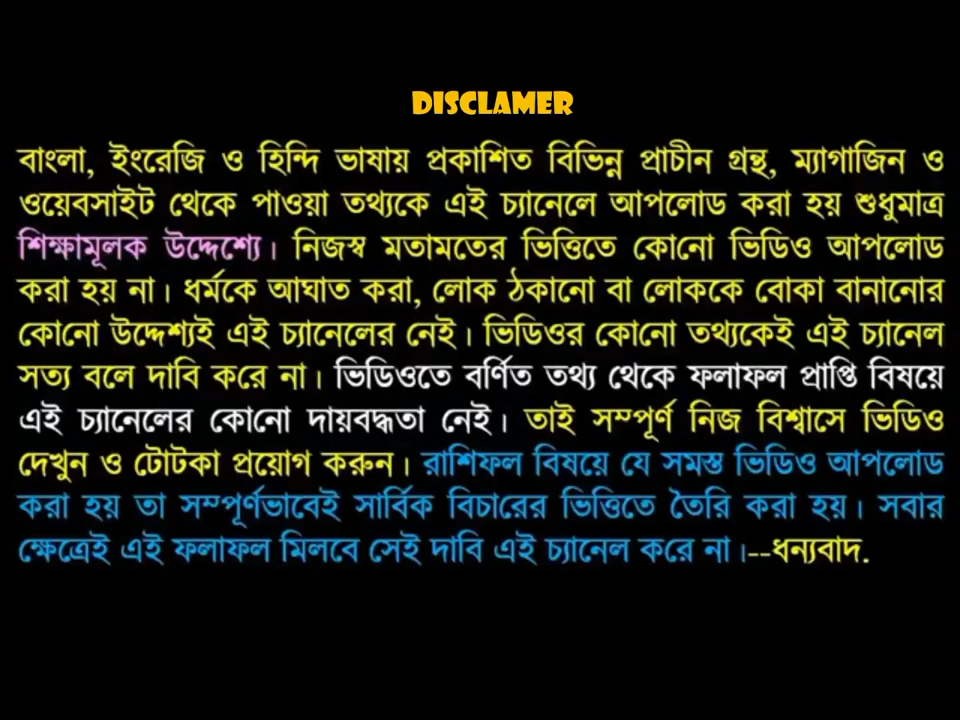 DISCLAMER
বাংলা, ইংরেজি ও হিন্দি ভাষায় প্রকাশিত বিভিন্ন প্রাচীন গ্রন্থ, ম্যাগাজিন ও
ওয়েবসাইট থেকে পাওয়া তথ্যকে এই চ্যানেলে আপলোড করা হয় শুধুমাত্র
শিক্ষামূলক উদ্দেশ্যে। নিজস্ব মতামতের ভিত্তিতে কোনো ভিডিও আপলোড
করা হয় না। ধর্মকে আঘাত করা, লোক ঠকানো বা লোককে বোকা বানানোর
কোনো উদ্দেশ্যই এই চ্যানেলের নেই। ভিডিওর কোনো তথ্যকেই এই চ্যানেল
সত্য বলে দাবি করে না। ভিডিওতে বর্ণিত তথ্য থেকে ফলাফল প্রাপ্তি বিষয়ে
এই চ্যানেলের কোনো দায়বদ্ধতা নেই। তাই সম্পূর্ণ নিজ বিশ্বাসে ভিডিও
দেখুন ও টোটকা প্রয়োগ করুন। রাশিফল বিষয়ে যে সমস্ত ভিডিও আপলোড
করা হয় তা সম্পূর্ণভাবেই সার্বিক বিচারের ভিত্তিতে তৈরি করা হয়। সবার
ক্ষেত্রেই এই ফলাফল মিলবে সেই দাবি এই চ্যানেল করে না।--ধন্যবাদ.